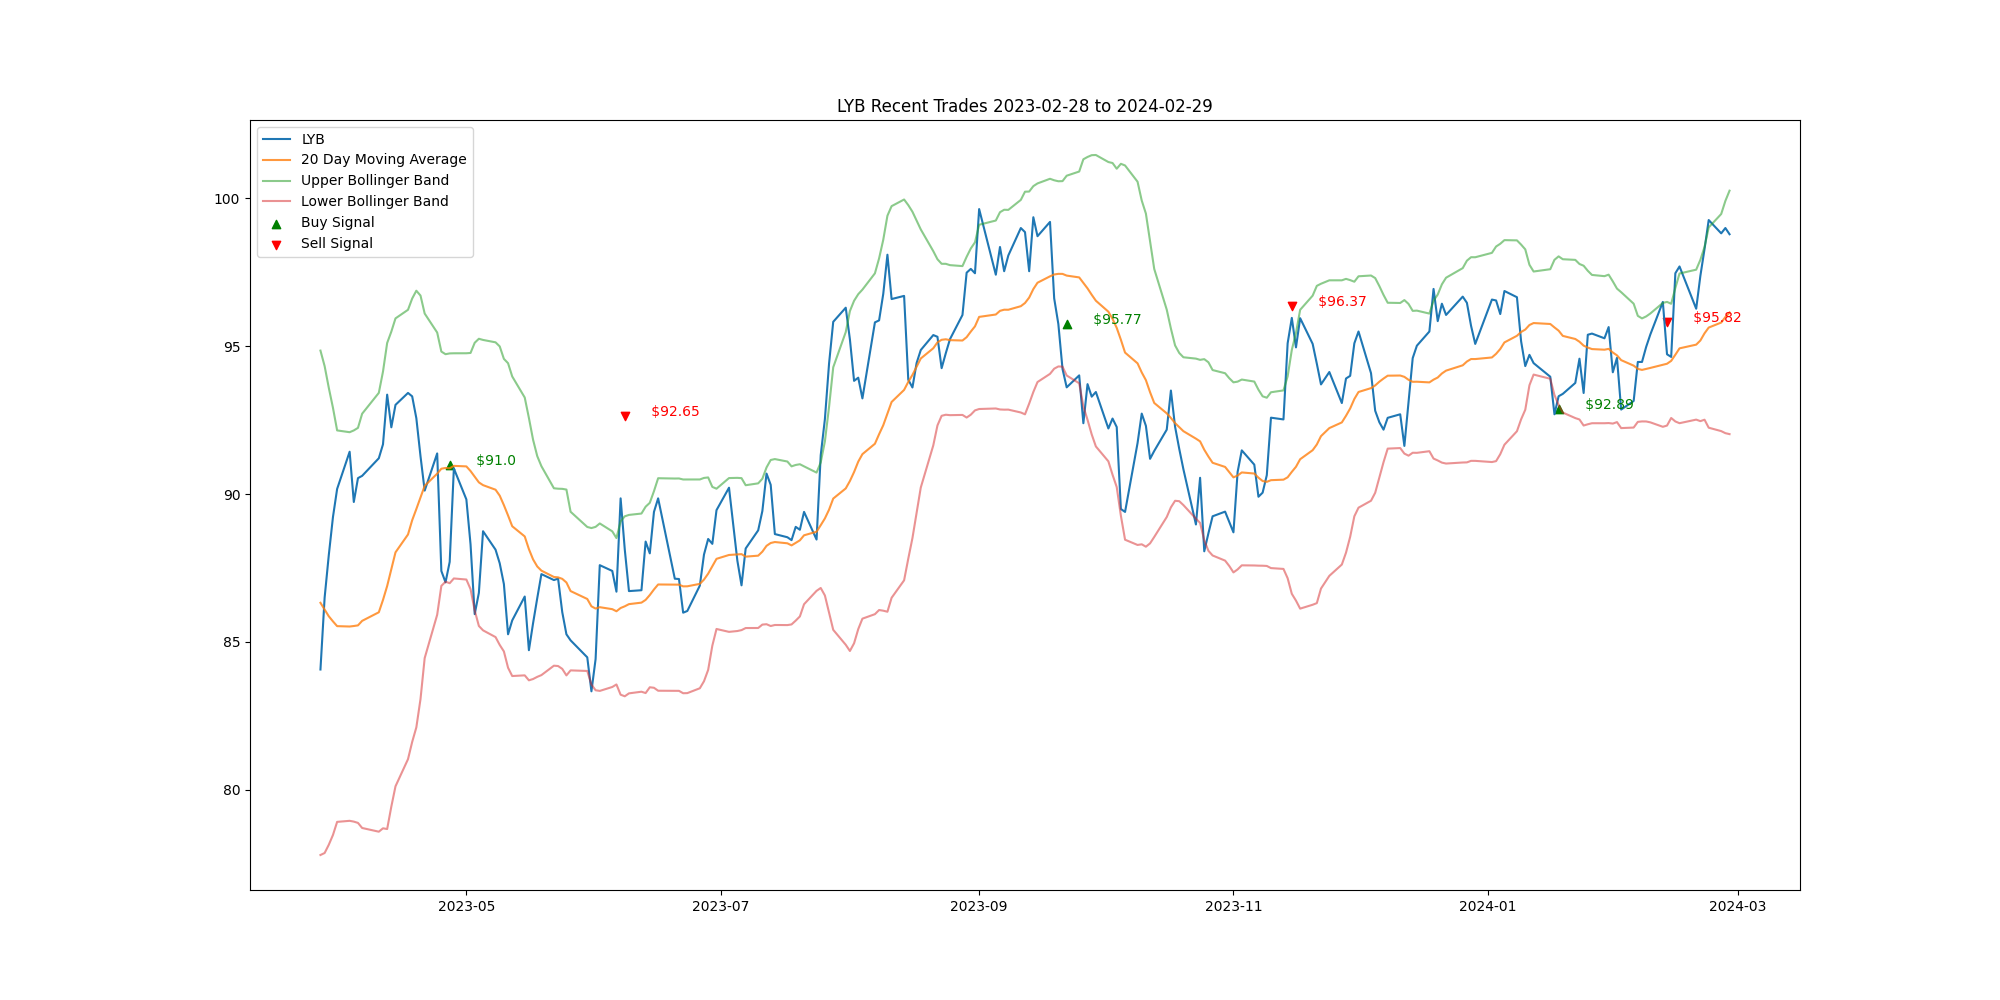 LYB Recent Trades 2023-02-28 to 2024-02-29
LYB
20 Day Moving Average
Upper Bollinger Band
Lower Bollinger Band
Buy Signal
Sell Signal
100
95
90
85
80
$91.0
$92.65
$95.77
$96.37
$92.89
$95.82
2023-05
2023-07
2023-09
2023-11
2024-01
2024-03